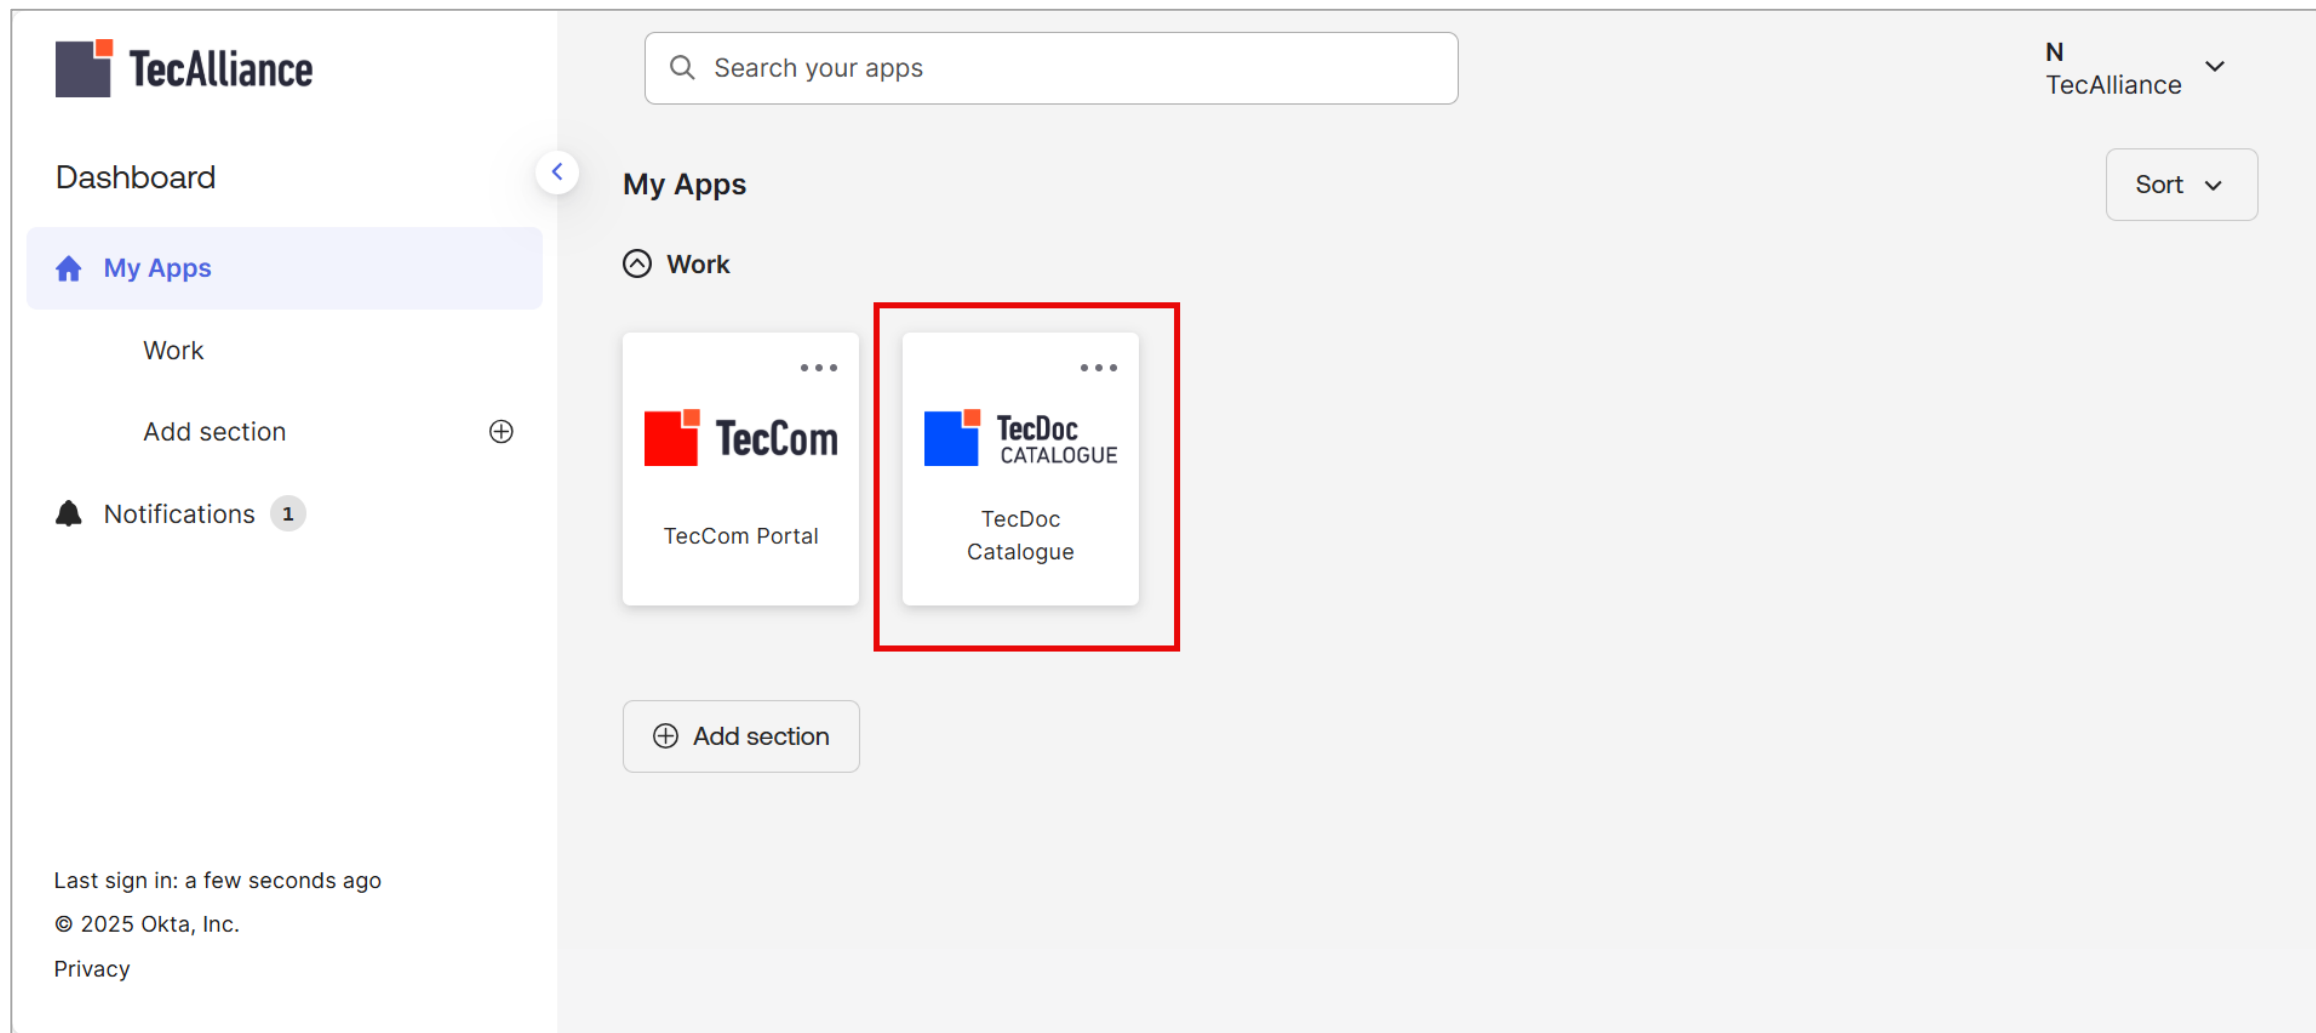 TecAlliance
Search your apps
N
TecAlliance
Dashboard
My Apps
Work
Add section
Notifications 1
Last sign in: a few seconds ago
© 2025 Okta, Inc.
Privacy
My Apps
Sort
Work
TecCom
TecCom Portal
TecDoc
CATALOGUE
TecDoc
Catalogue
Add section